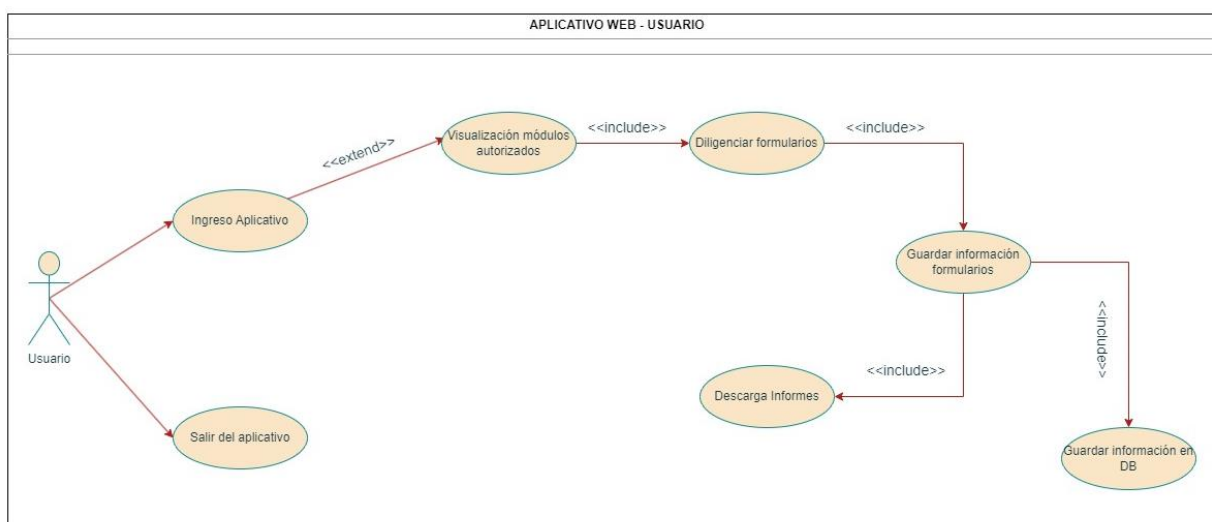 APLICATIVO WEB - USUARIO
Visualización módulos
autorizados
<<include>>
Diligenciar formularios
<<include>>
<<extend>>
Ingreso Aplicativo
Guardar información
formularios
Usuario
<<include>>
<<include>>
Descarga Informes
Salir del aplicativo
Guardar información en
DB